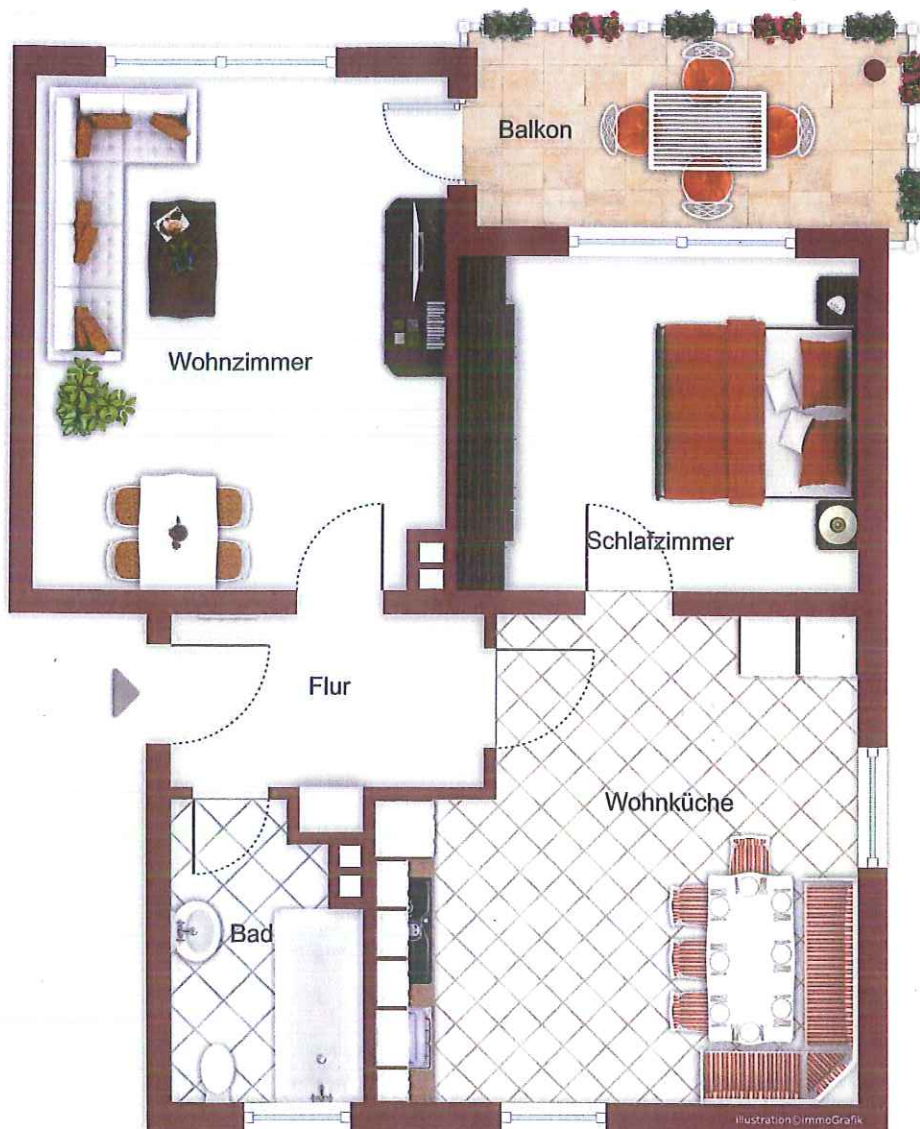 Balkon
Wohnzimmer
Schlafzimmer
Flur
Wohnküche
Bad
illustration©immoGrafik